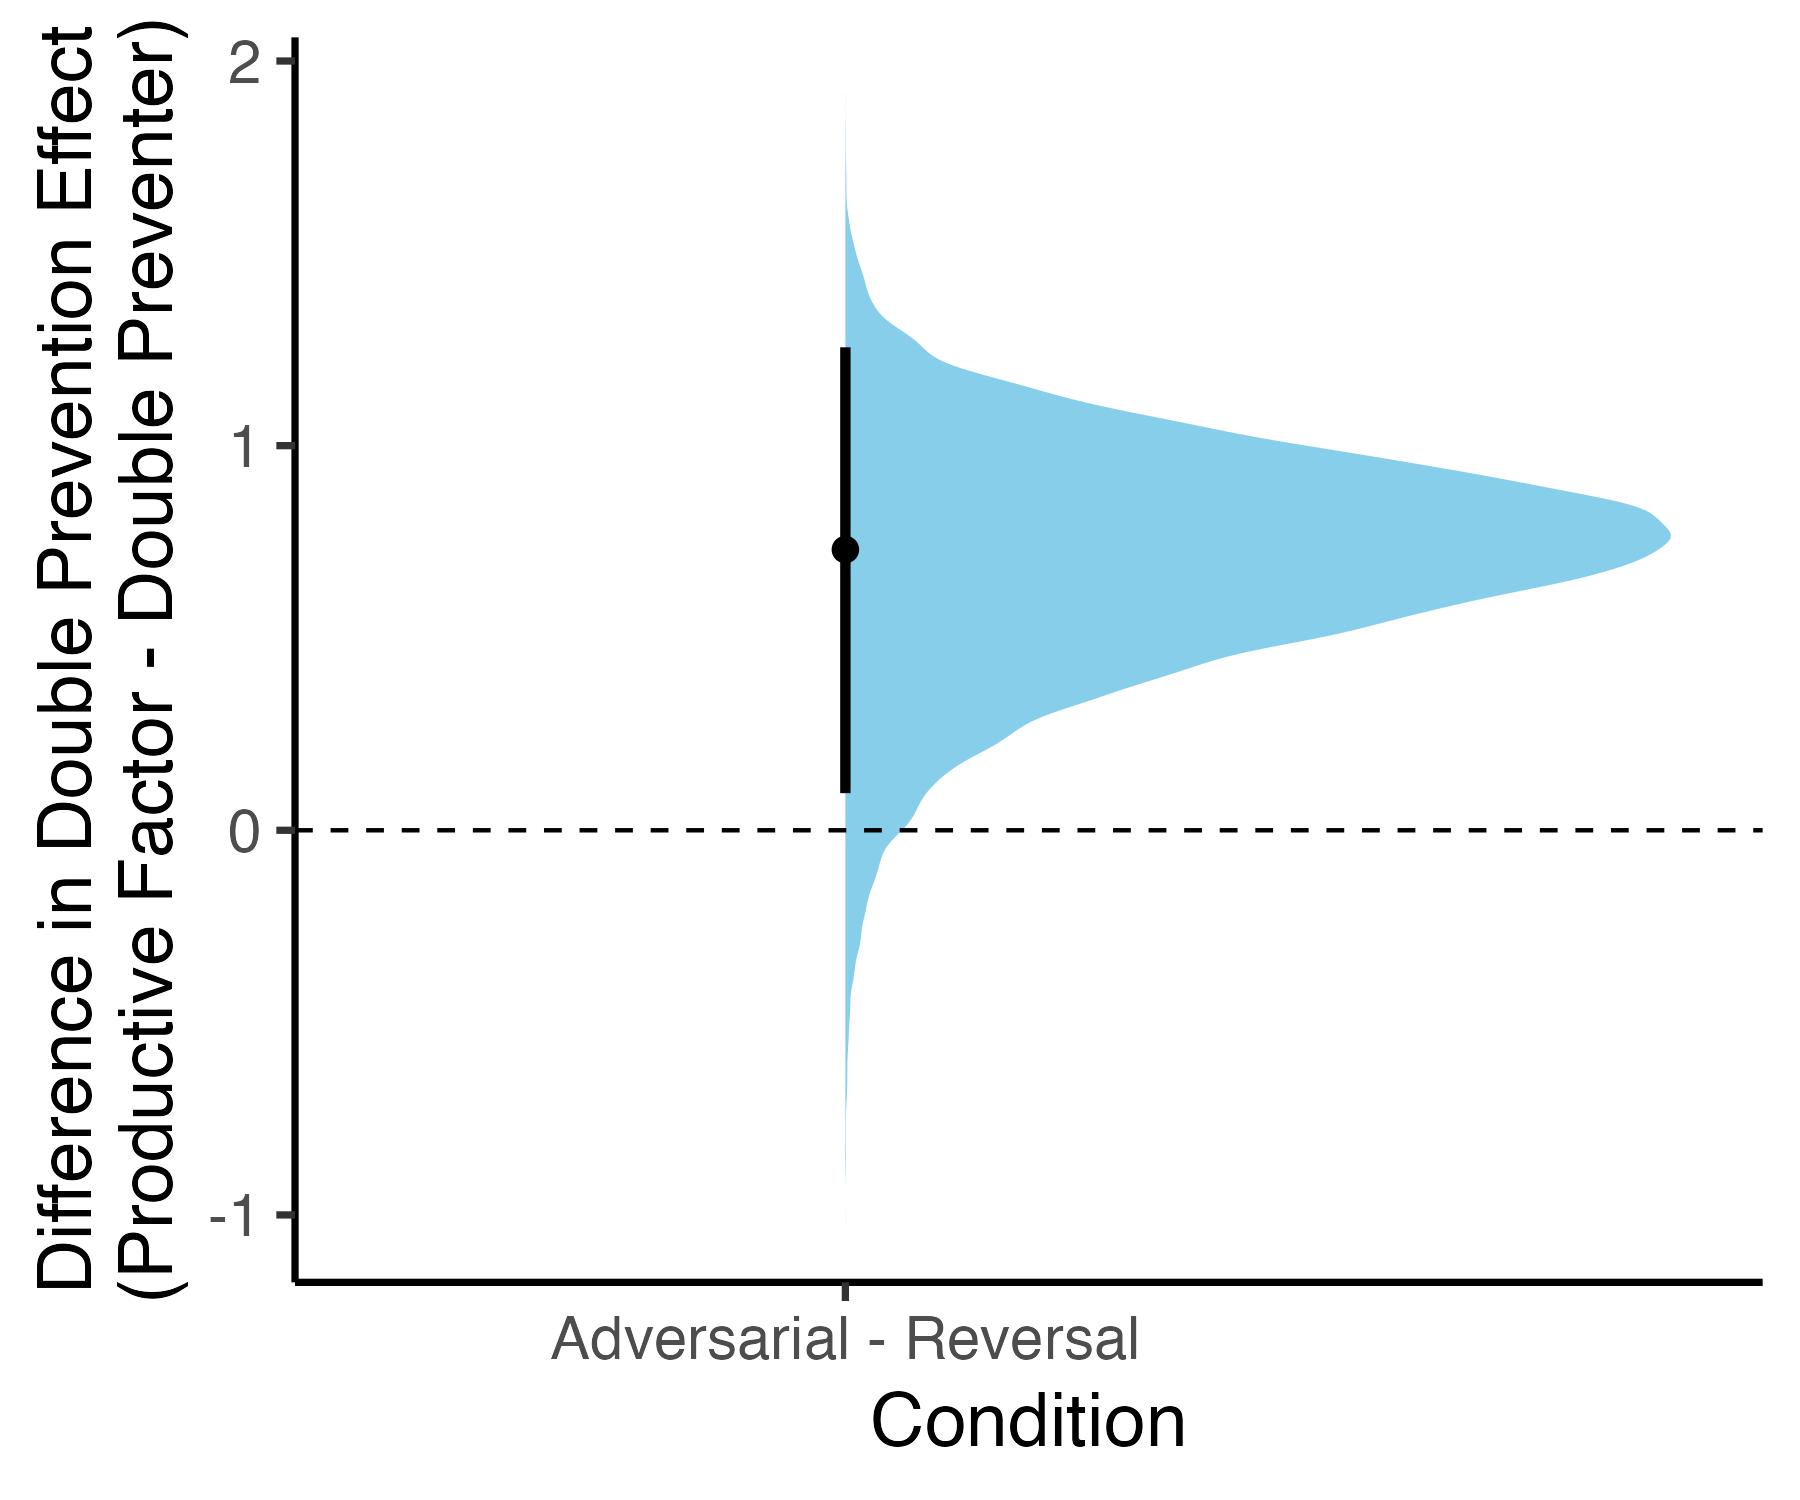 Difference in Double Prevention Effect
(Productive Factor - Double Preventer)
2
1
0
-1
Adversarial - Reversal
Condition